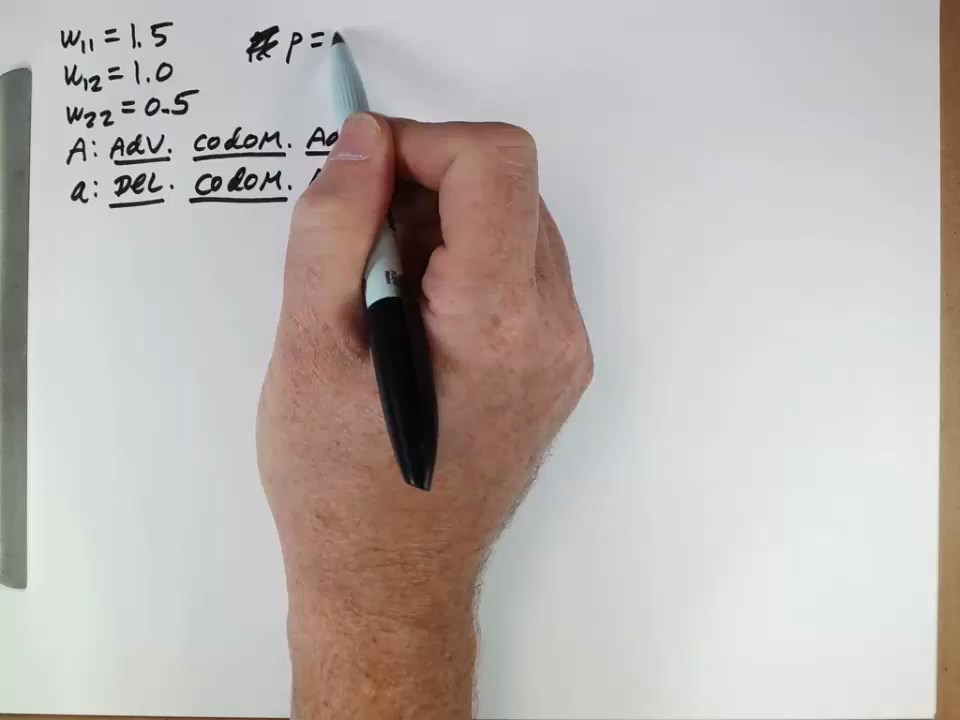 w11 = 1.5 p =
w12 = 1.0
w22 = 0.5
A: Adv. codom.
a: Del. codom.